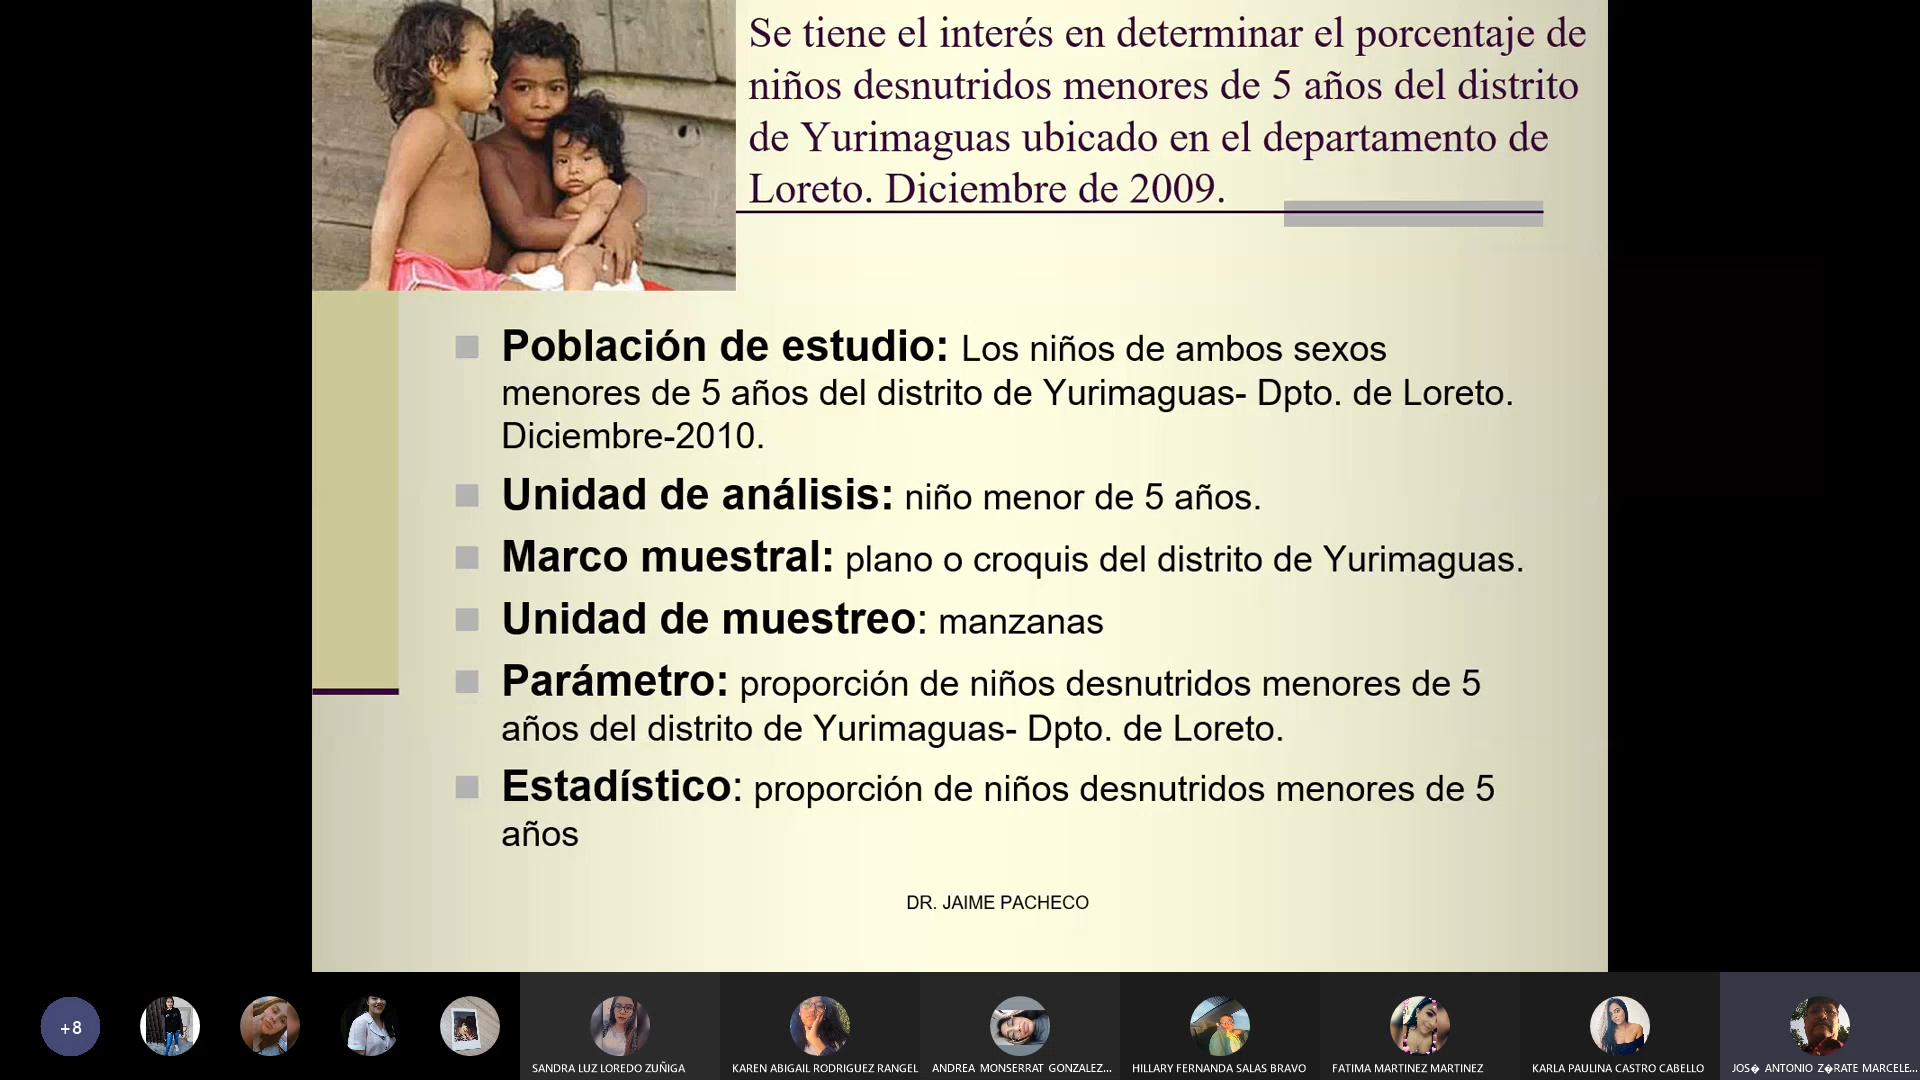 Se tiene el interés en determinar el porcentaje de
niños desnutridos menores de 5 años del distrito
de Yurimaguas ubicado en el departamento de
Loreto. Diciembre de 2009.
Población de estudio: Los niños de ambos sexos
menores de 5 años del distrito de Yurimaguas- Dpto. de Loreto.
Diciembre-2010.
Unidad de análisis: niño menor de 5 años.
Marco muestral: plano o croquis del distrito de Yurimaguas.
Unidad de muestreo: manzanas
Parámetro: proporción de niños desnutridos menores de 5
años del distrito de Yurimaguas- Dpto. de Loreto.
Estadístico: proporción de niños desnutridos menores de 5
años
DR. JAIME PACHECO
+8
SANDRA LUZ LOREDO ZUÑIGA
KAREN ABIGAIL RODRIGUEZ RANGEL
ANDREA MONSERRAT GONZALEZ...
HILLARY FERNANDA SALAS BRAVO
FATIMA MARTINEZ MARTINEZ
KARLA PAULINA CASTRO CABELLO
JOS� ANTONIO Z�RATE MARCELE...